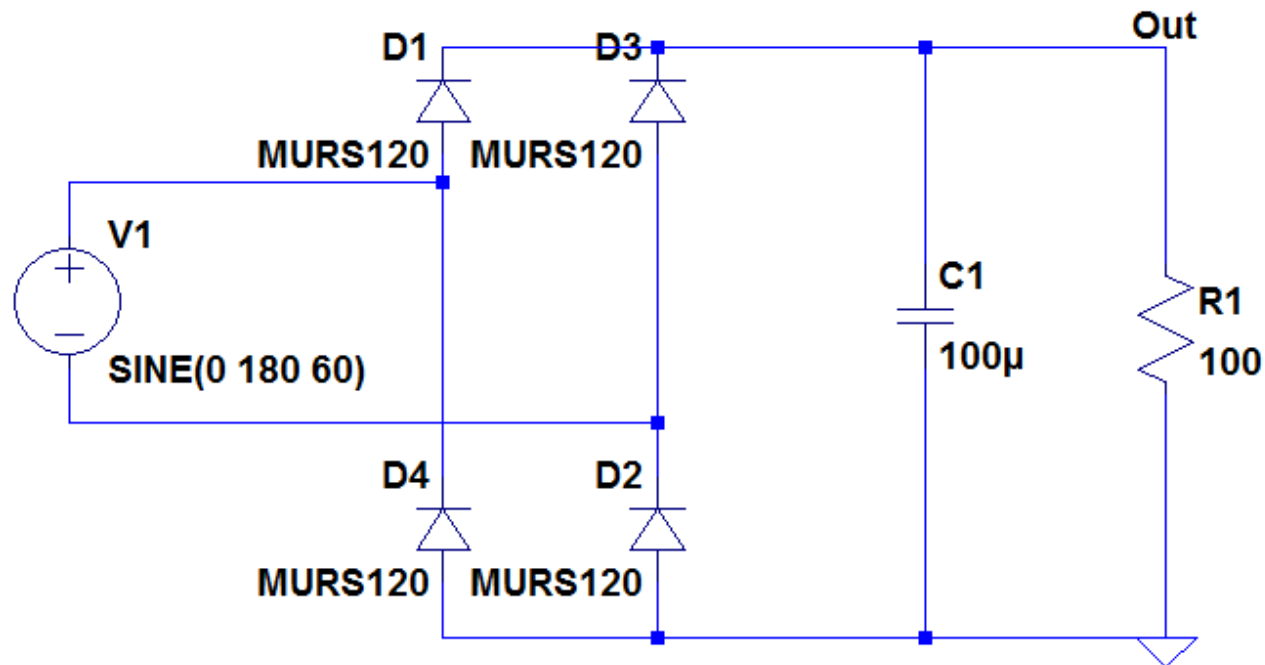 Out
D1
D3
MURS120
MURS120
V1
SINE(0 180 60)
C1
100µ
R1
100
D4
D2
MURS120
MURS120